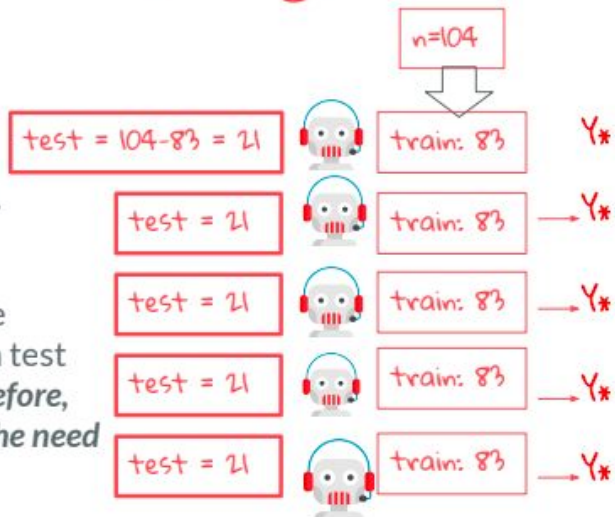 n=104
test = 104-83 = 21
train: 83
Y*
test = 21
train: 83
Y*
test = 21
train: 83
Y*
test
test = 21
train: 83
Y*
efore,
he need
test = 21
train: 83
Y*